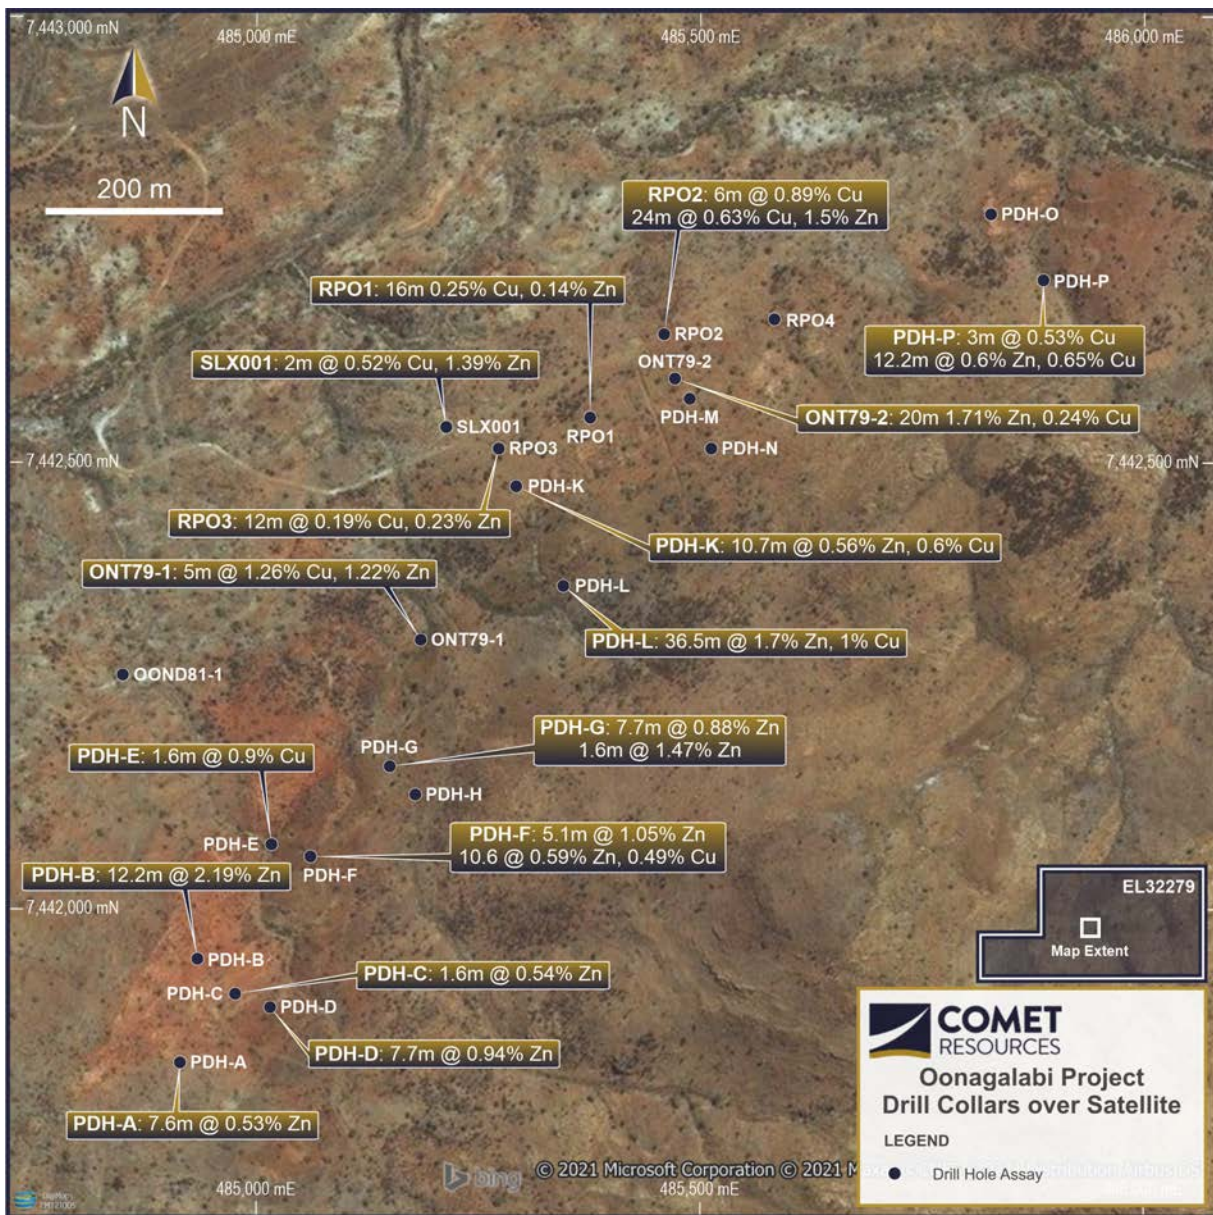 7,443,000 mN
485,000 mE
485,500 mE
486,000 mE
N
200 m
RPO2: 6m @ 0.89% Cu
24m @ 0.63% Cu, 1.5% Zn
PDH-O
RPO1: 16m 0.25% Cu, 0.14% Zn
PDH-P
RPO4
RPO2
PDH-P: 3m @ 0.53% Cu
12.2m @ 0.6% Zn, 0.65% Cu
SLX001: 2m @ 0.52% Cu, 1.39% Zn
ONT79-2
PDH-M
ONT79-2: 20m 1.71% Zn, 0.24% Cu
SLX001
RPO1
RPO3
PDH-N
7,442,500 mN
7,442,500 mN
PDH-K
RPO3: 12m @ 0.19% Cu, 0.23% Zn
PDH-K: 10.7m @ 0.56% Zn, 0.6% Cu
ONT79-1: 5m @ 1.26% Cu, 1.22% Zn
PDH-L
ONT79-1
PDH-L: 36.5m @ 1.7% Zn, 1% Cu
OOND81-1
PDH-G: 7.7m @ 0.88% Zn
1.6m @ 1.47% Zn
PDH-G
PDH-E: 1.6m @ 0.9% Cu
PDH-H
PDH-F: 5.1m @ 1.05% Zn
10.6 @ 0.59% Zn, 0.49% Cu
PDH-E
PDH-F
PDH-B: 12.2m @ 2.19% Zn
EL32279
7,442,000 mN
Map Extent
PDH-B
PDH-C: 1.6m @ 0.54% Zn
PDH-C
PDH-D
PDH-D: 7.7m @ 0.94% Zn
PDH-A
PDH-A: 7.6m @ 0.53% Zn
COMET
RESOURCES
Oonagalabi Project
Drill Collars over Satellite
LEGEND
Drill Hole Assay
bing
© 2021 Microsoft Corporation © 2021
485,000 mE
485,500 mE